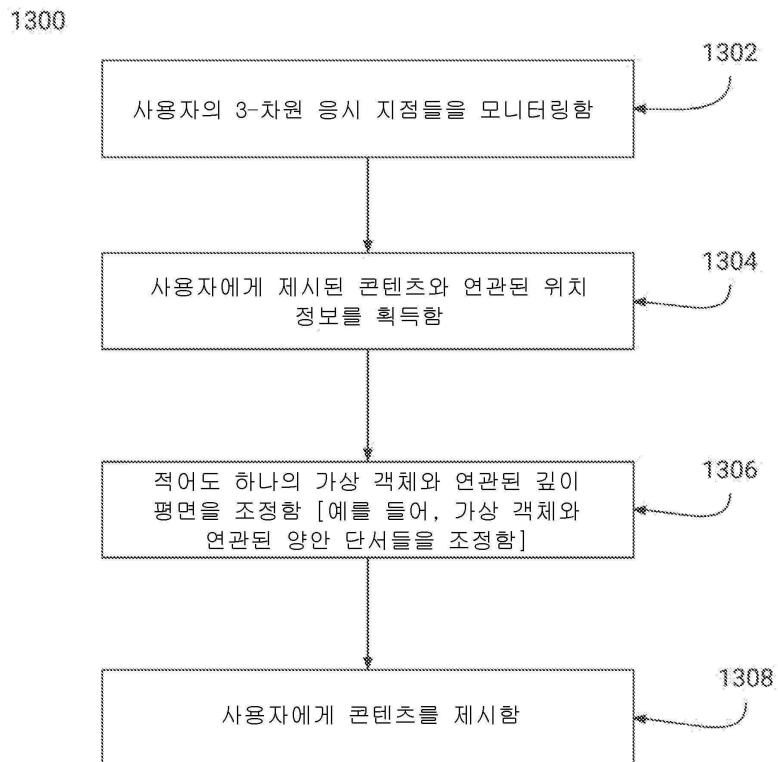 1300
1302
사용자의 3-차원 응시 지점들을 모니터링함
1304
사용자에게 제시된 콘텐츠와 연관된 위치
정보를 획득함
1306
적어도 하나의 가상 객체와 연관된 깊이
평면을 조정함 [예를 들어, 가상 객체와
연관된 양안 단서들을 조정함]
1308
사용자에게 콘텐츠를 제시함